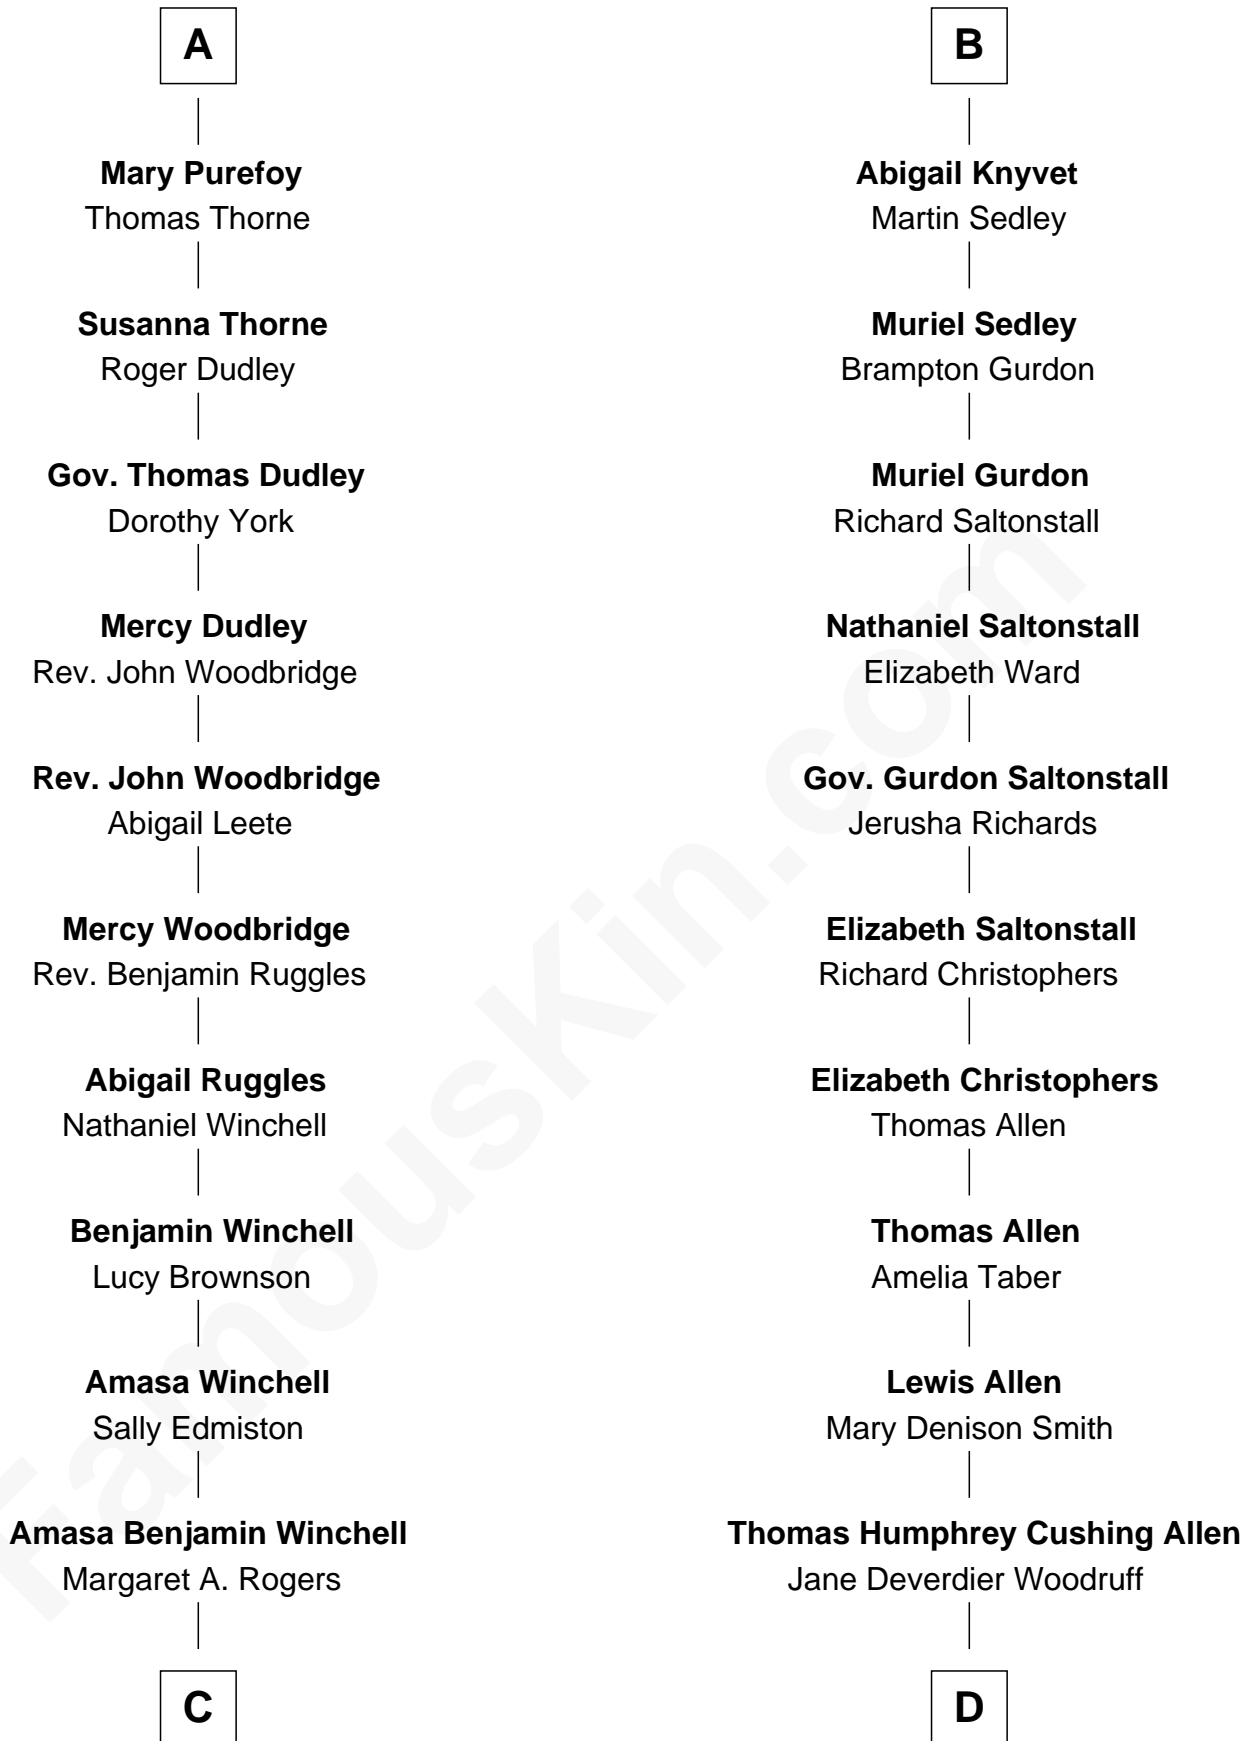 A
Mary Purefoy
Thomas Thorne
Susanna Thorne
Roger Dudley
Gov. Thomas Dudley
Dorothy York
Mercy Dudley
Rev. John Woodbridge
Rev. John Woodbridge
Abigail Leete
Mercy Woodbridge
Rev. Benjamin Ruggles
Abigail Ruggles
Nathaniel Winchell
Benjamin Winchell
Lucy Brownson
Amasa Winchell
Sally Edmiston
Amasa Benjamin Winchell
Margaret A. Rogers
C
B
Abigail Knyvet
Martin Sedley
Muriel Sedley
Brampton Gurdon
Muriel Gurdon
Richard Saltonstall
Nathaniel Saltonstall
Elizabeth Ward
Gov. Gurdon Saltonstall
Jerusha Richards
Elizabeth Saltonstall
Richard Christophers
Elizabeth Christophers
Thomas Allen
Thomas Allen
Amelia Taber
Lewis Allen
Mary Denison Smith
Thomas Humphrey Cushing Allen
Jane Deverdier Woodruff
D
FamousKin.com